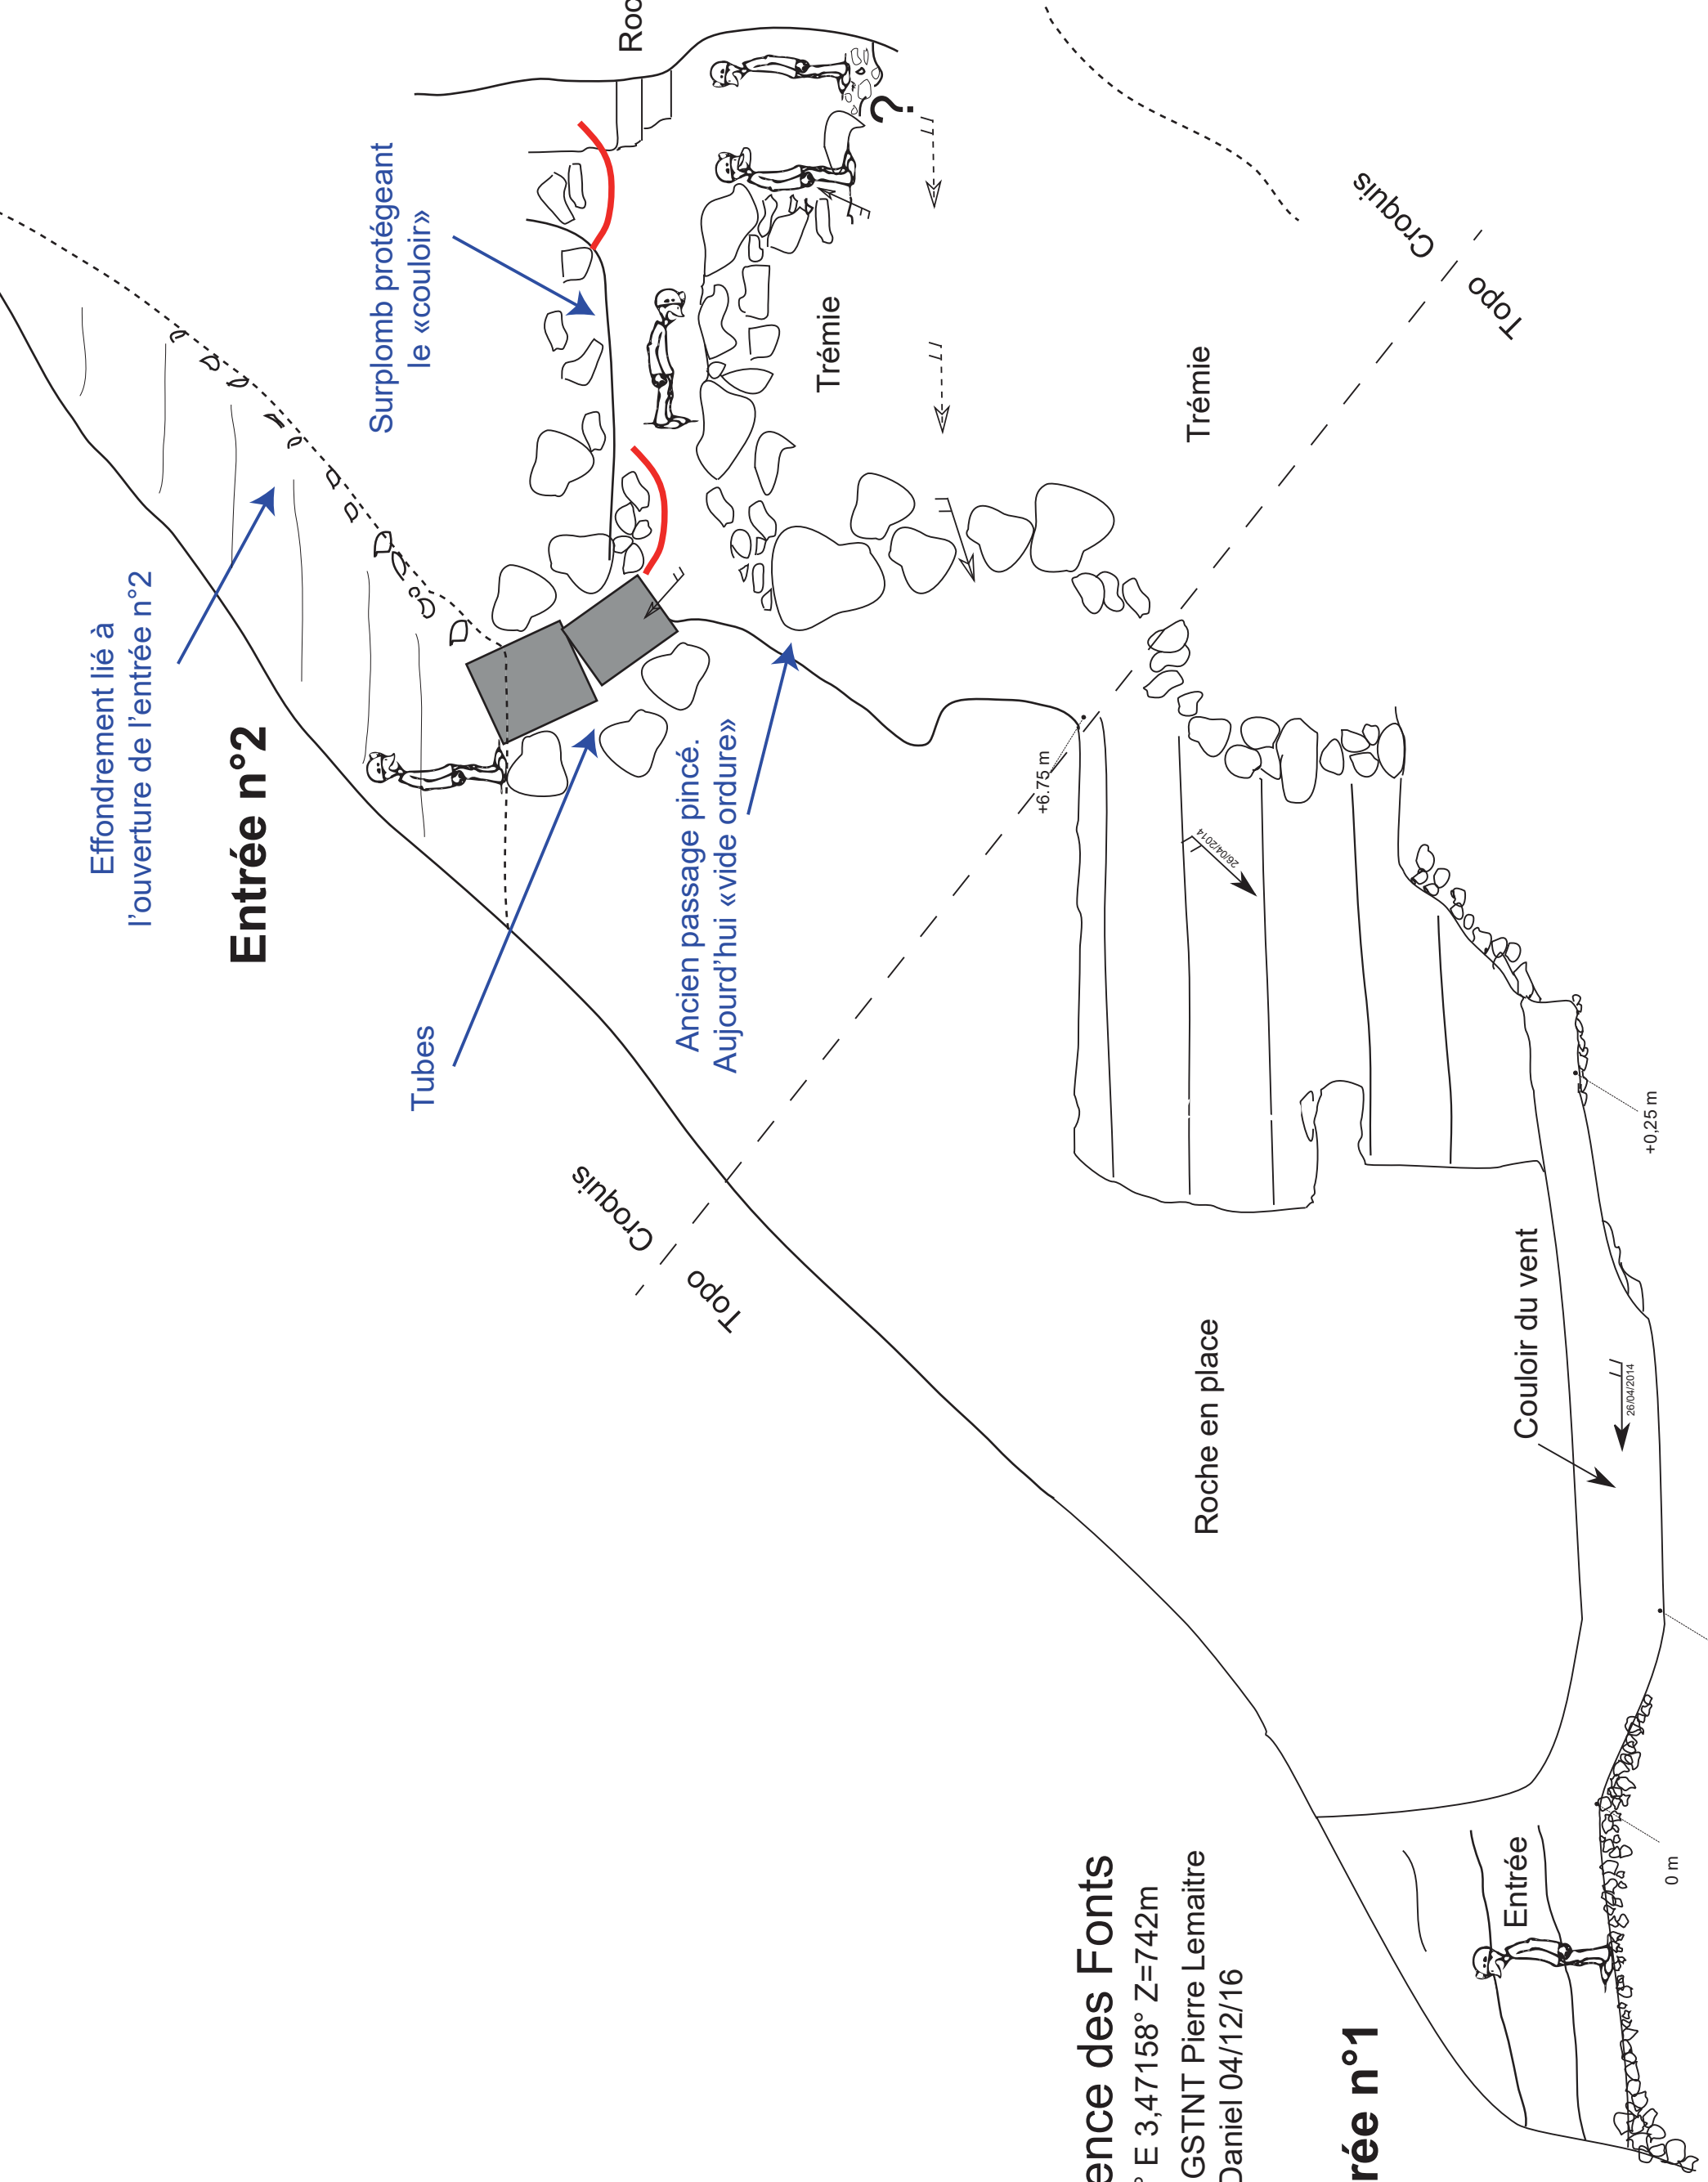 Effondrement lié à
l'ouverture de l'entrée n°2
Entrée n°2
Surplomb protégeant
le «couloir»
Roc
Tubes
Ancien passage pincé.
Aujourd'hui «vide ordure»
?
Trémie
Trémie
Croquis
Topo
Croquis
Topo
+6.75 m
26/04/2014
Roche en place
Couloir du vent
26/04/2014
+0,25 m
ence des Fonts
° E 3,47158° Z=742m
GSTNT Pierre Lemaitre
Daniel 04/12/16
rée n°1
Entrée
0 m